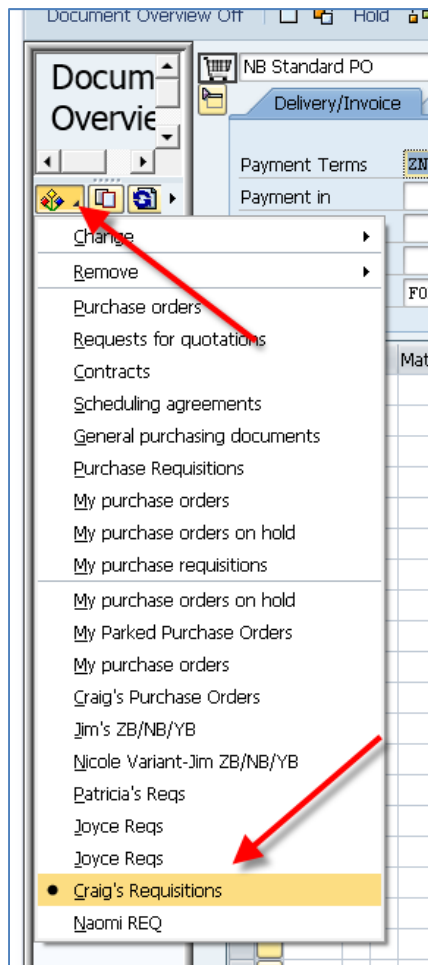 Document Overview Off
Hold
Docum
Overvie
NB Standard PO
Delivery/Invoice
Payment Terms
ZN
Payment in
FO
Mat
Change
Remove
Purchase orders
Requests for quotations
Contracts
Scheduling agreements
General purchasing documents
Purchase Requisitions
My purchase orders
My purchase orders on hold
My purchase requisitions
My purchase orders on hold
My Parked Purchase Orders
My purchase orders
Craig's Purchase Orders
Jim's ZB/NB/YB
Nicole Variant-Jim ZB/NB/YB
Patricia's Reqs
Joyce Reqs
Joyce Reqs
Craig's Requisitions
Naomi REQ